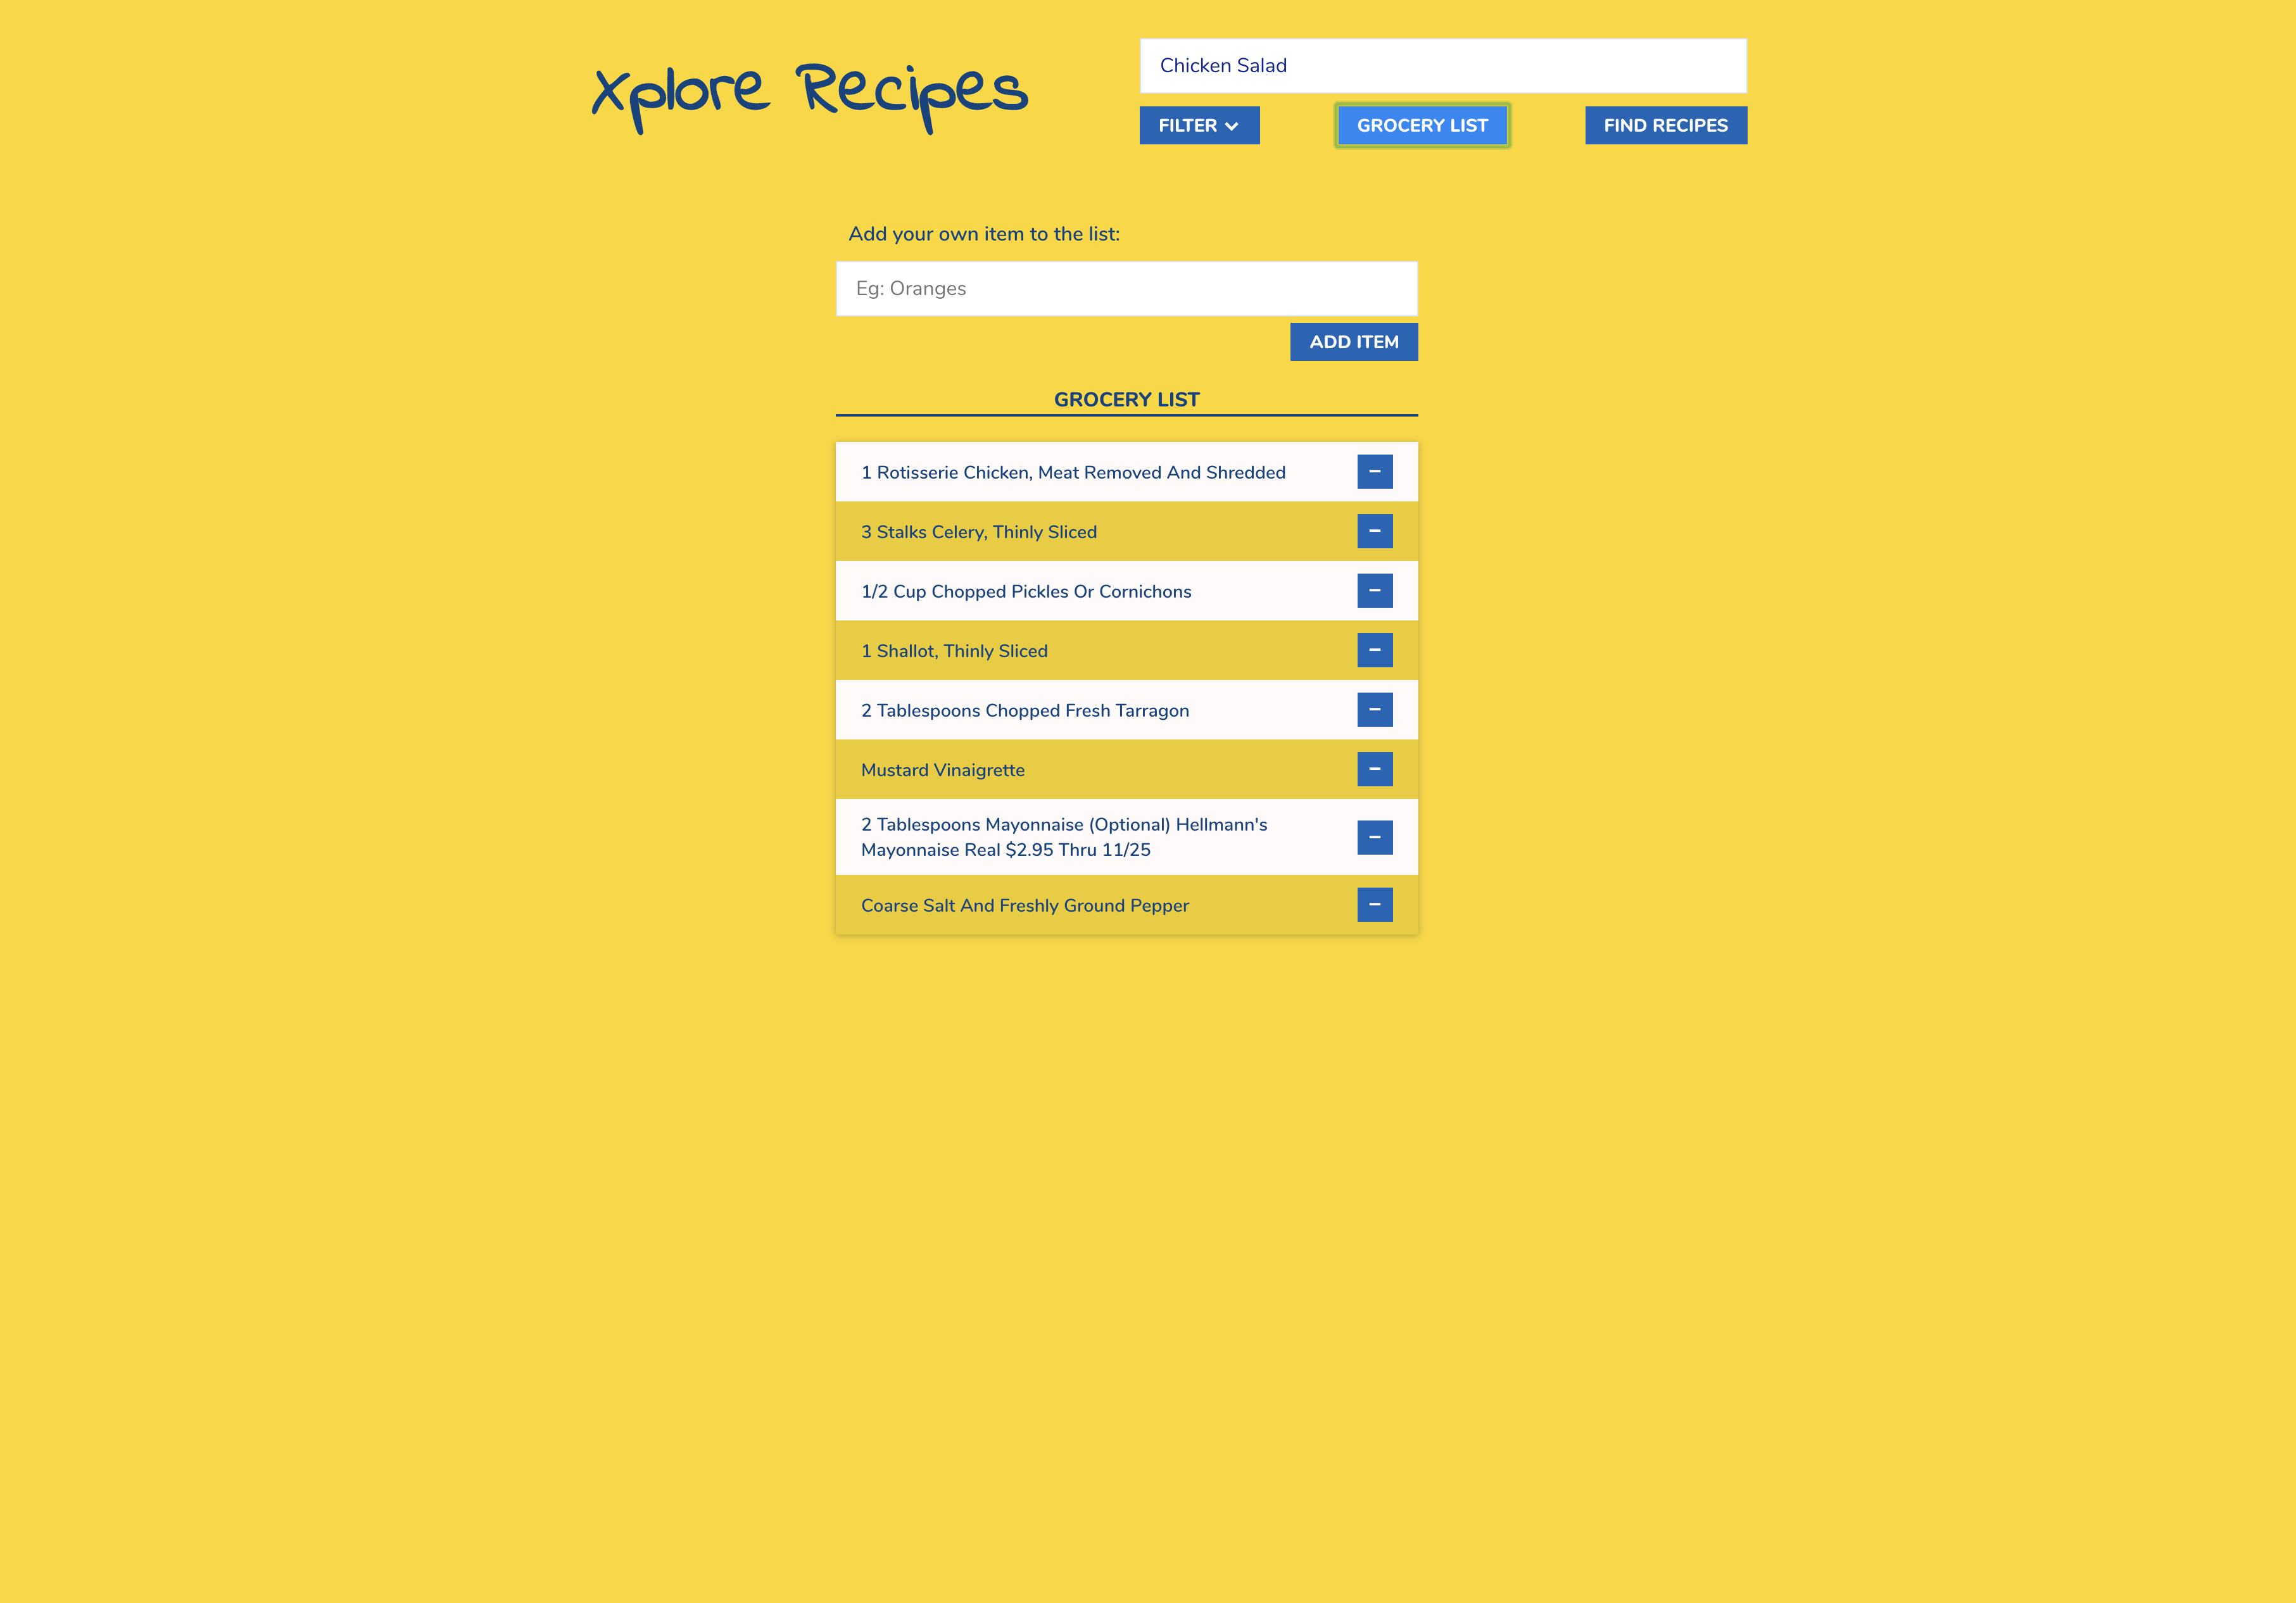 Xplore Recipes
Chicken Salad
FILTER
GROCERY LIST
FIND RECIPES
Add your own item to the list:
Eg: Oranges
ADD ITEM
GROCERY LIST
1 Rotisserie Chicken, Meat Removed And Shredded
3 Stalks Celery, Thinly Sliced
1/2 Cup Chopped Pickles Or Cornichons
1 Shallot, Thinly Sliced
2 Tablespoons Chopped Fresh Tarragon
Mustard Vinaigrette
2 Tablespoons Mayonnaise (Optional) Hellmann's
Mayonnaise Real $2.95 Thru 11/25
Coarse Salt And Freshly Ground Pepper